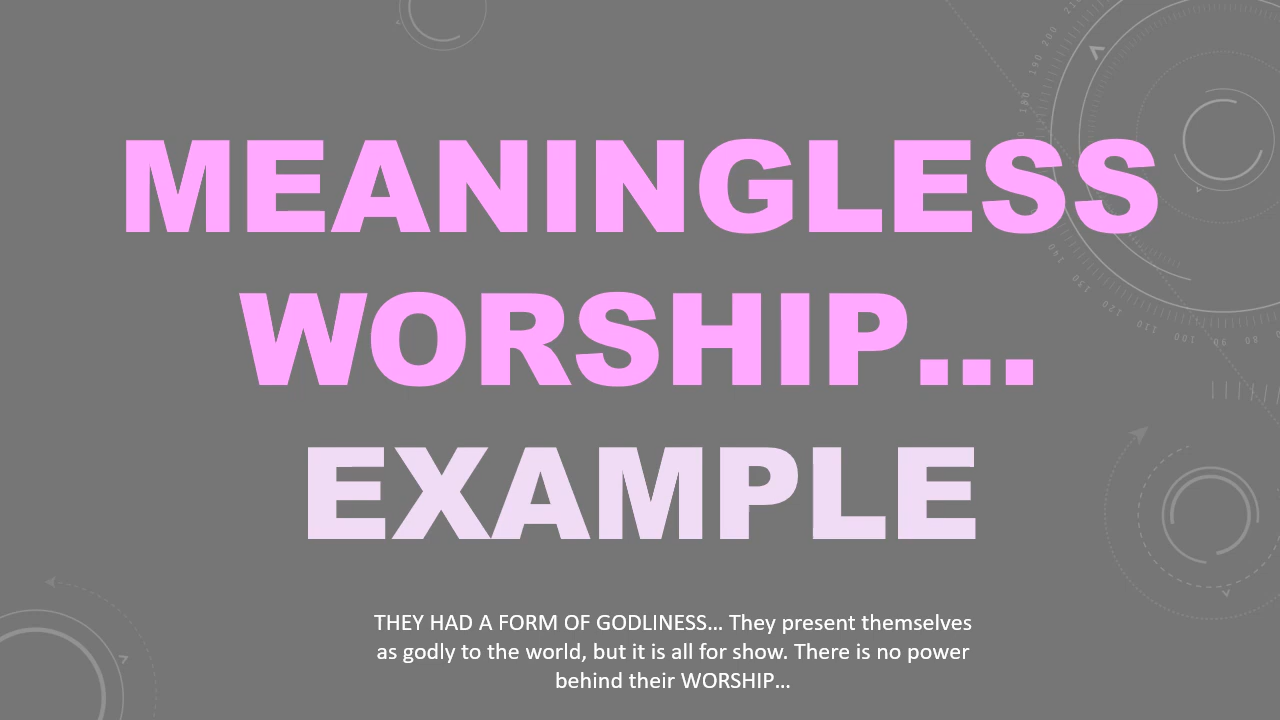 MEANINGLESS
WORSHIP...
EXAMPLE
THEY HAD A FORM OF GODLINESS... They present themselves
as godly to the world, but it is all for show. There is no power
behind their WORSHIP...